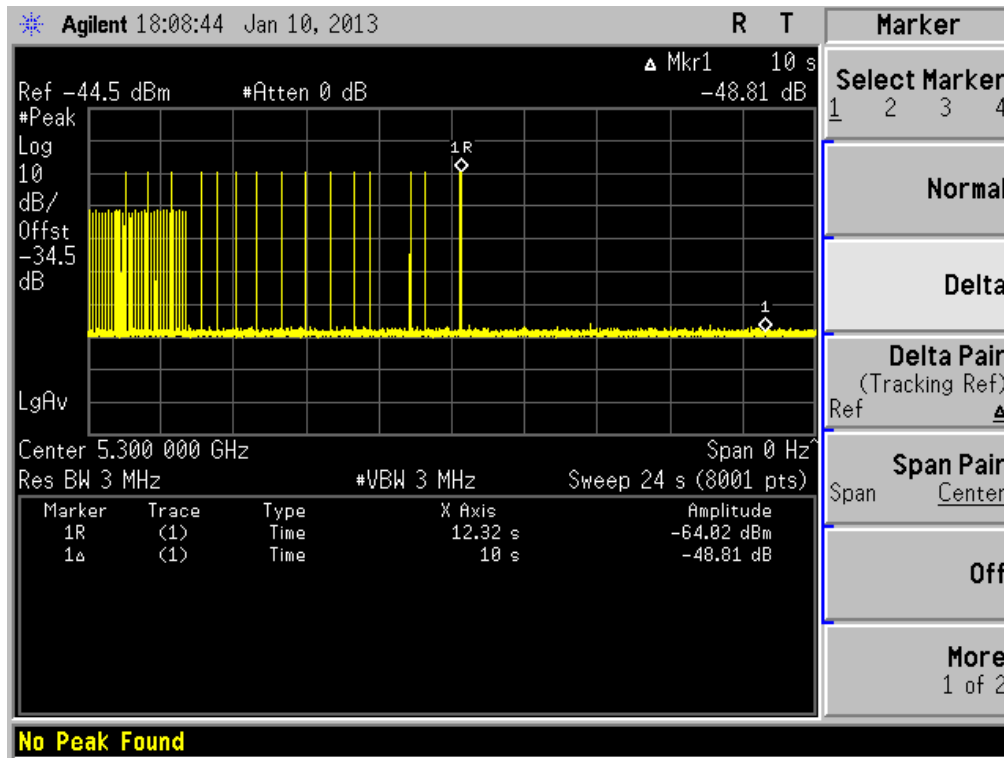 Agilent 18:08:44 Jan 10, 2013 R T
Δ Mkr1 10 s
Ref -44.5 dBm #Atten 0 dB -48.81 dB
#Peak
Log
10
dB/
Offst
-34.5
dB
LgAv
1R
1
Center 5.300 000 GHz Span 0 Hz^
Res BW 3 MHz #VBW 3 MHz Sweep 24 s (8001 pts)
Marker Trace Type X Axis Amplitude
1R (1) Time 12.32 s -64.02 dBm
1Δ (1) Time 10 s -48.81 dB
No Peak Found
Marker
Select Marker
1 2 3 4
Normal
Delta
Delta Pair
(Tracking Ref)
Ref Δ
Span Pair
Span Center
Off
More
1 of 2